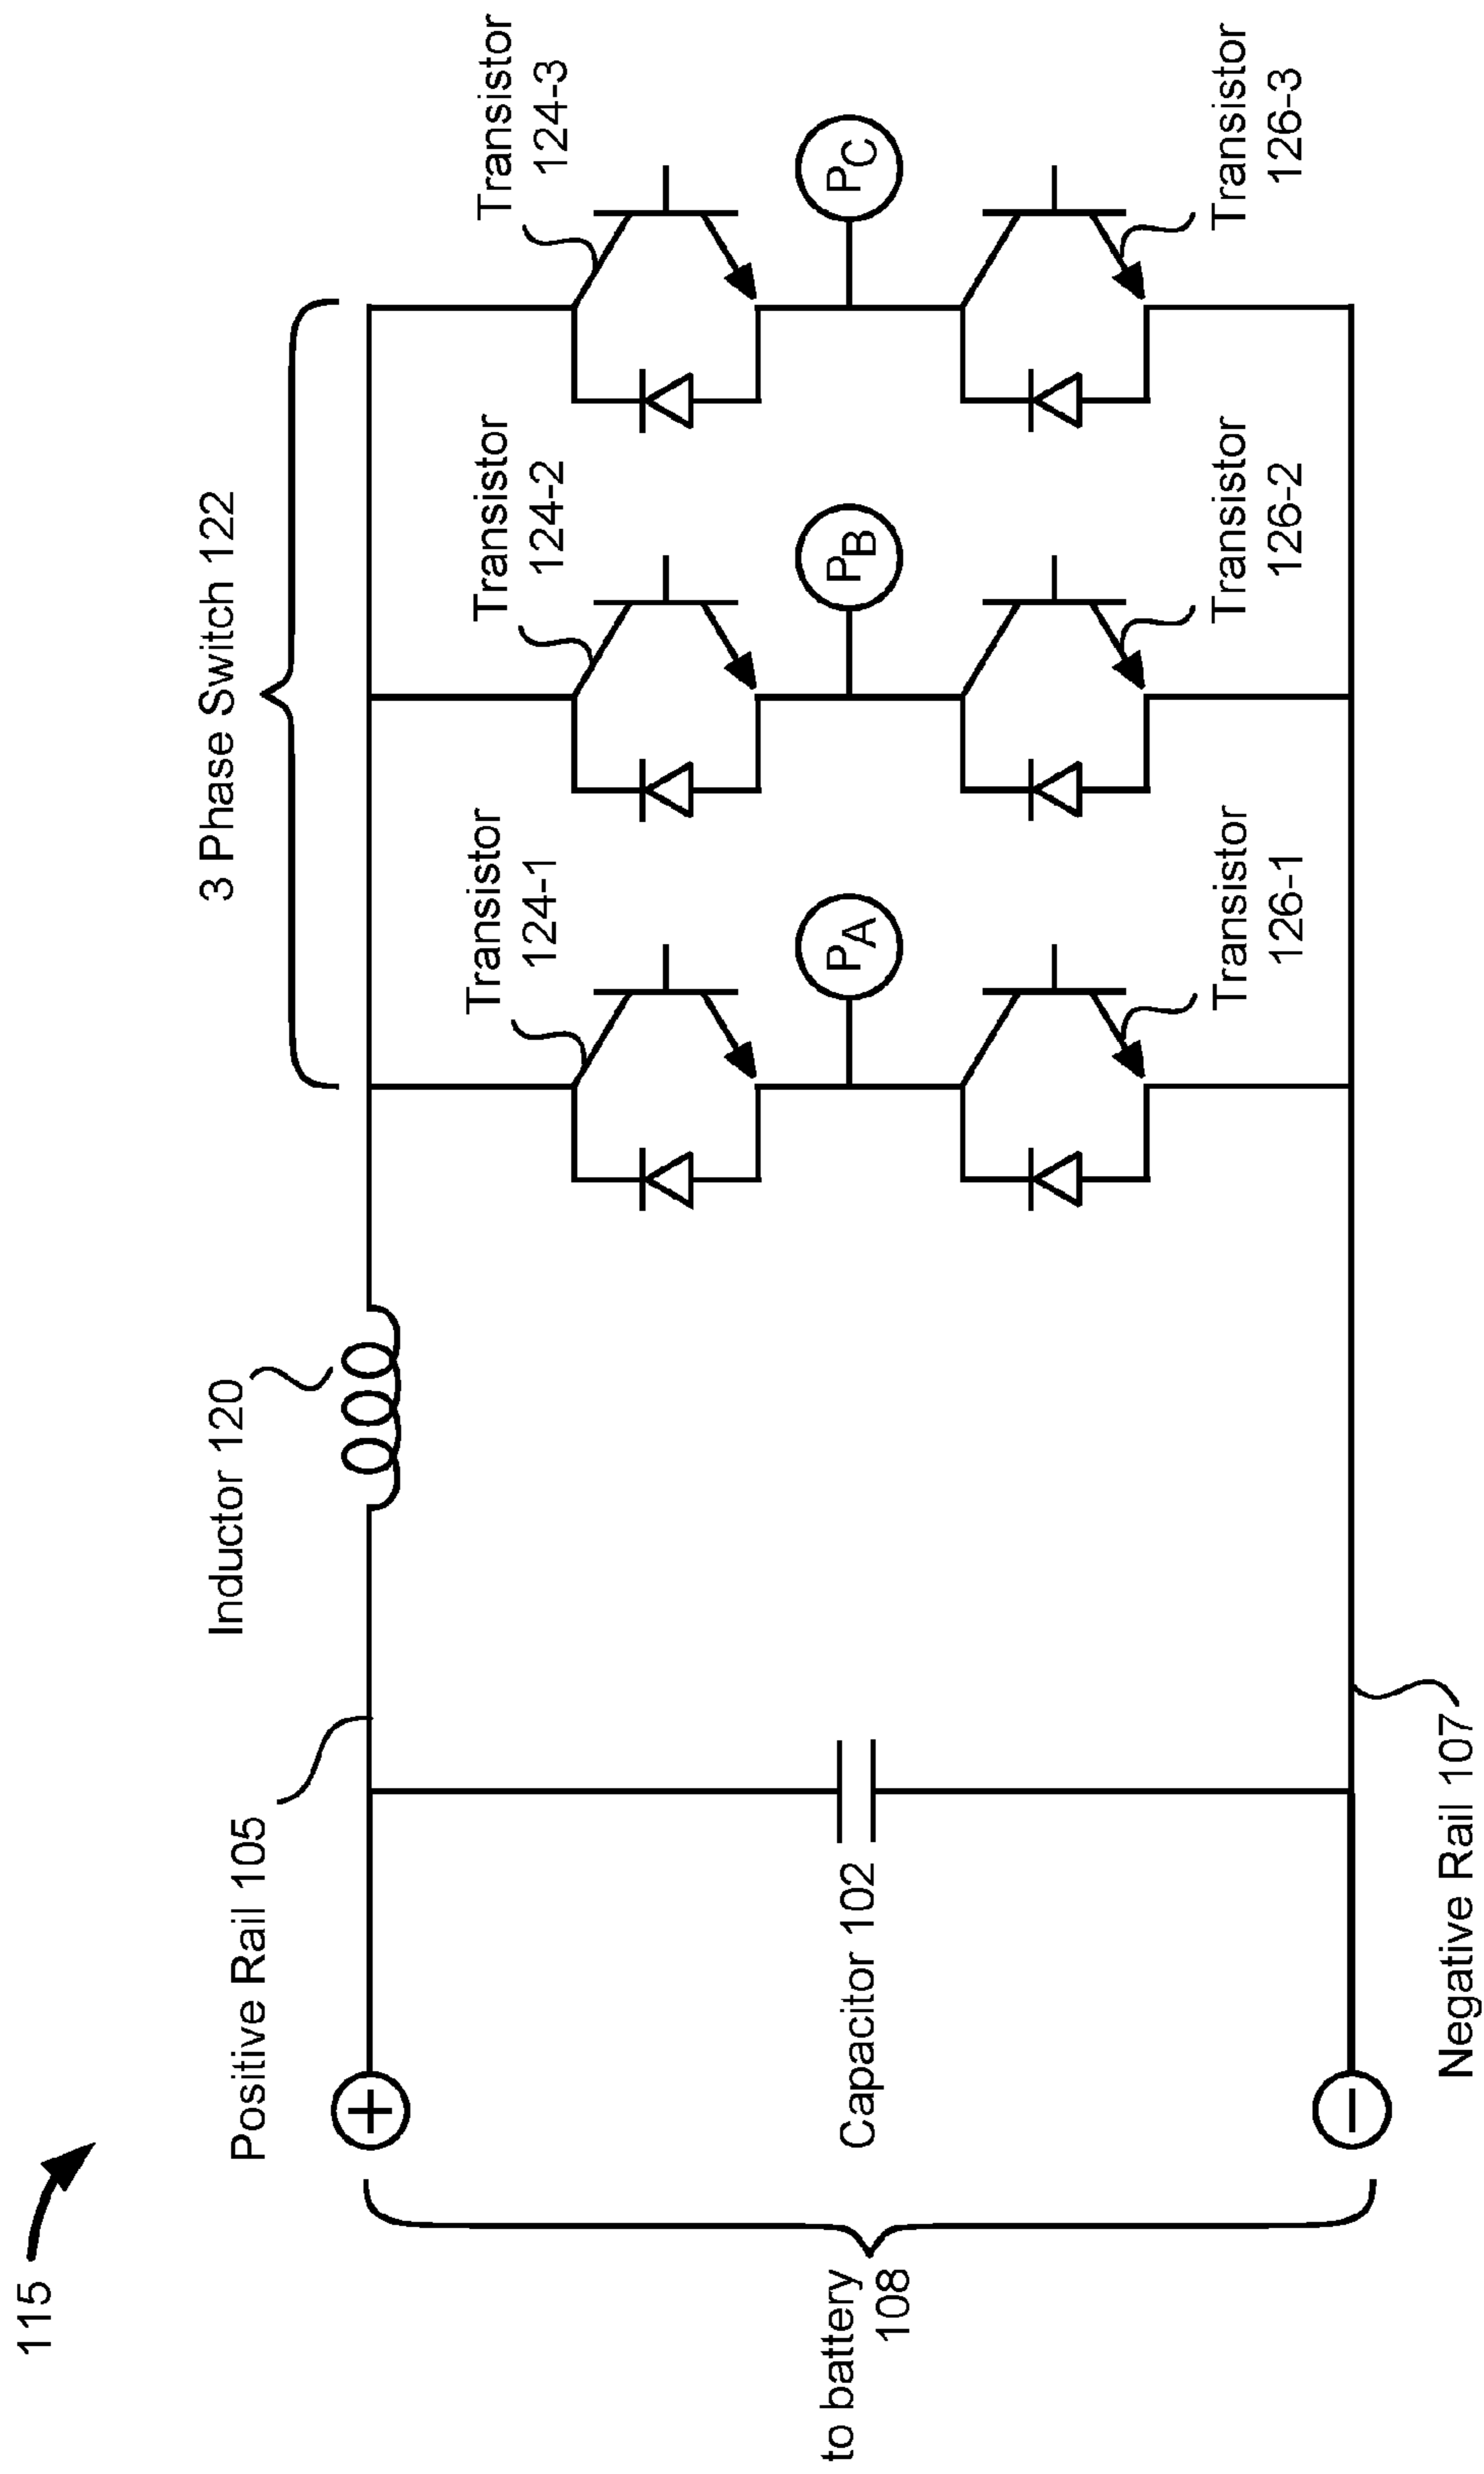 115
3 Phase Switch 122
Inductor 120
Positive Rail 105
Transistor
124-1
Transistor
124-2
Transistor
124-3
+
to battery
108
Capacitor 102
PA
PB
PC
−
Transistor
126-1
Transistor
126-2
Transistor
126-3
Negative Rail 107